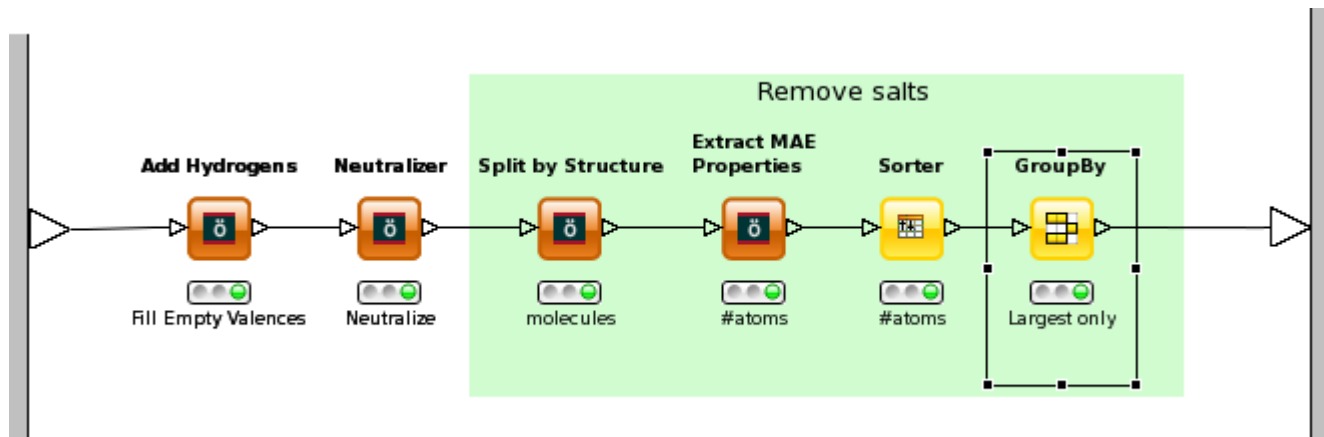 Remove salts
Extract MAE
Add Hydrogens Neutralizer Split by Structure Properties Sorter GroupBy
ö ö ö ö
Fill Empty Valences Neutralize molecules #atoms #atoms Largest only